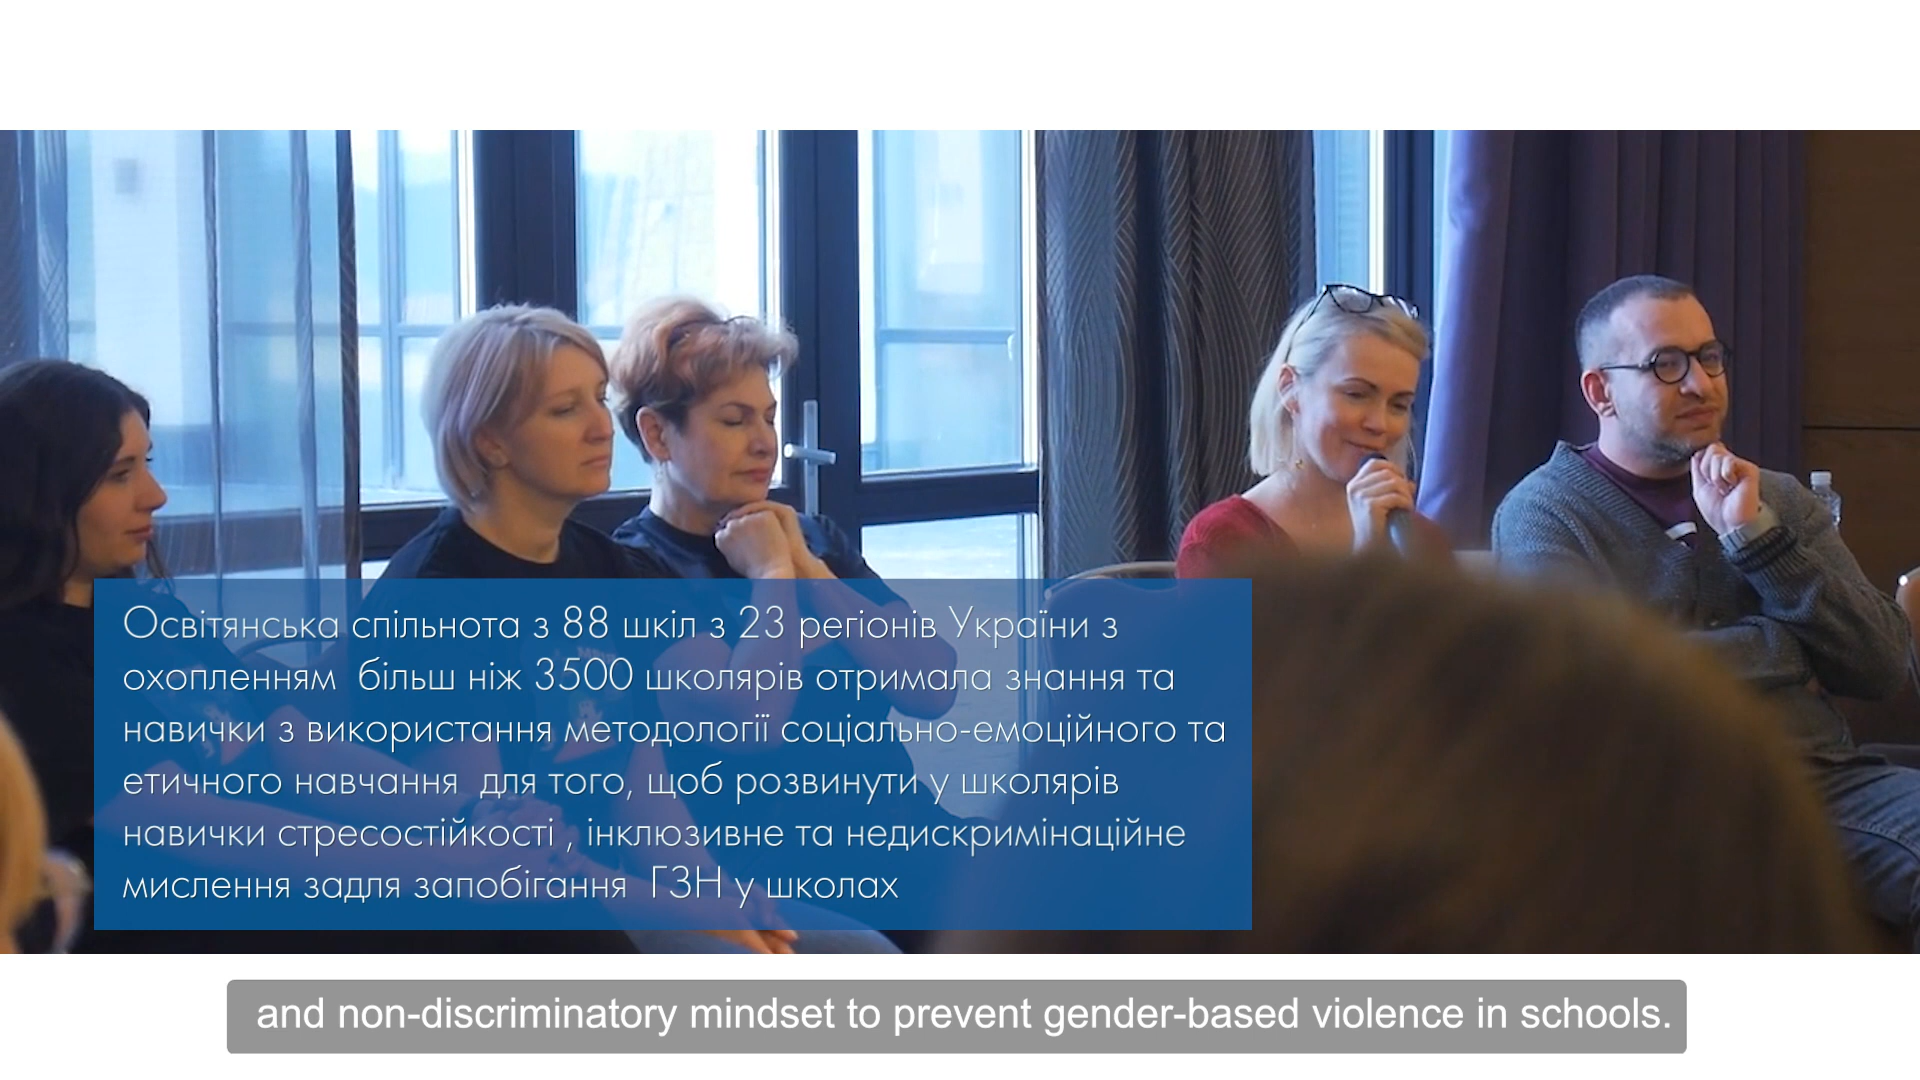 Освітянська спільнота з 88 шкіл з 23 регіонів України з
охопленням більш ніж 3500 школярів отримала знання та
навички з використання методології соціально-емоційного та
етичного навчання для того, щоб розвинути у школярів
навички стресостійкості , інклюзивне та недискримінаційне
мислення задля запобігання ГЗН у школах
and non-discriminatory mindset to prevent gender-based violence in schools.